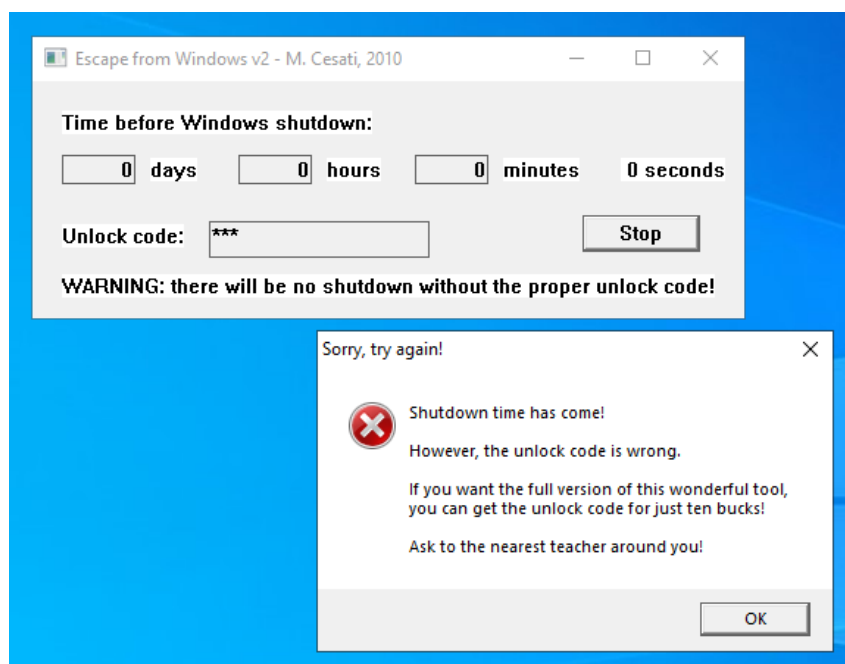 Escape from Windows v2 - M. Cesati, 2010
Time before Windows shutdown:
0 days 0 hours 0 minutes 0 seconds
Unlock code: *** Stop
WARNING: there will be no shutdown without the proper unlock code!
Sorry, try again!
Shutdown time has come!
However, the unlock code is wrong.
If you want the full version of this wonderful tool,
you can get the unlock code for just ten bucks!
Ask to the nearest teacher around you!
OK